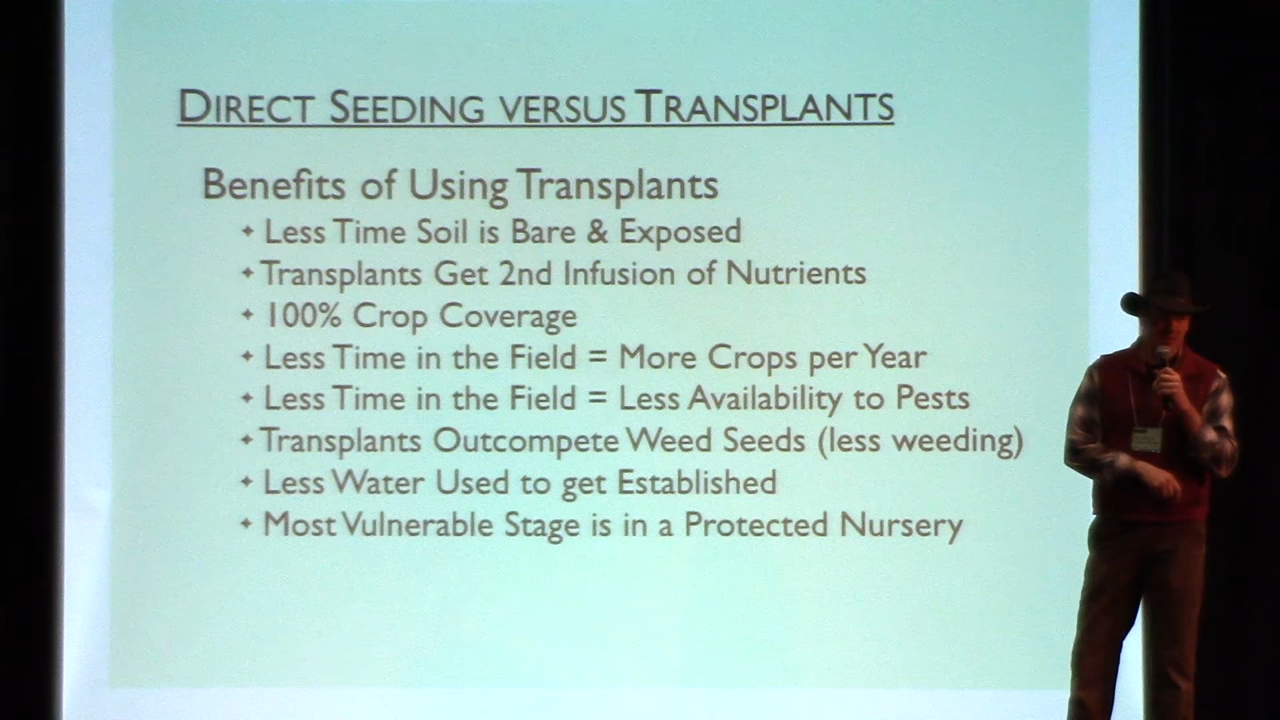 DIRECT SEEDING VERSUS TRANSPLANTS
Benefits of Using Transplants
✦ Less Time Soil is Bare & Exposed
✦ Transplants Get 2nd Infusion of Nutrients
✦ 100% Crop Coverage
✦ Less Time in the Field = More Crops per Year
✦ Less Time in the Field = Less Availability to Pests
✦ Transplants Outcompete Weed Seeds (less weeding)
✦ Less Water Used to get Established
✦ Most Vulnerable Stage is in a Protected Nursery